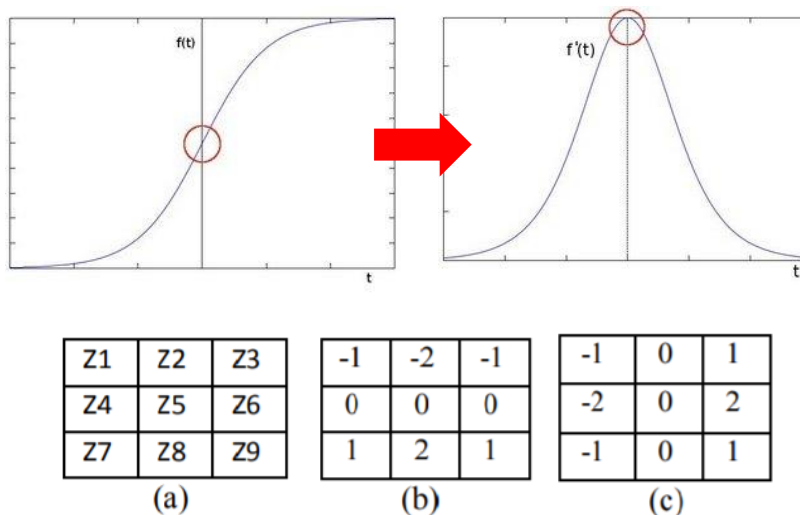 f(t)
t
f'(t)
t
Z1 Z2 Z3
Z4 Z5 Z6
Z7 Z8 Z9
(a)
-1 -2 -1
0 0 0
1 2 1
(b)
-1 0 1
-2 0 2
-1 0 1
(c)